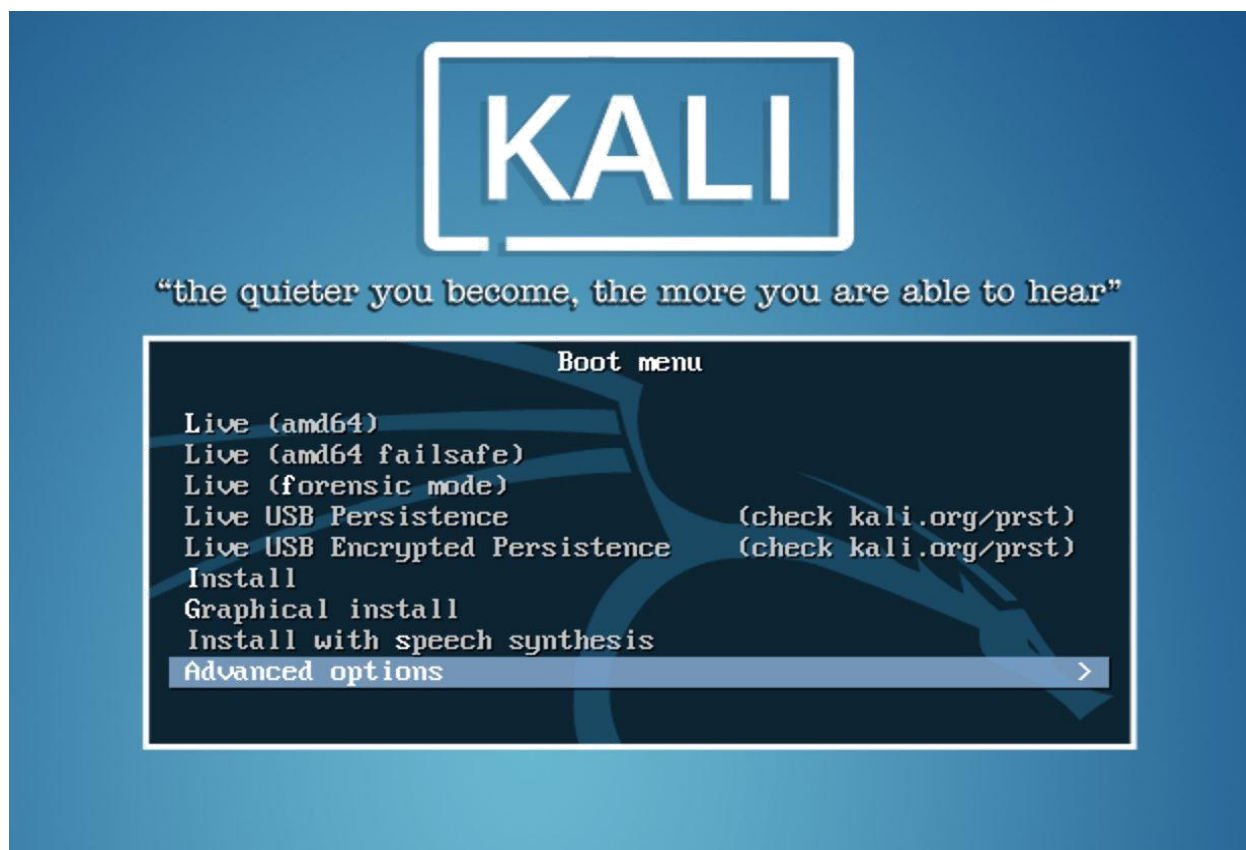 KALI
“the quieter you become, the more you are able to hear”
Boot menu
Live (amd64)
Live (amd64 failsafe)
Live (forensic mode)
Live USB Persistence (check kali.org/prst)
Live USB Encrypted Persistence (check kali.org/prst)
Install
Graphical install
Install with speech synthesis
Advanced options >